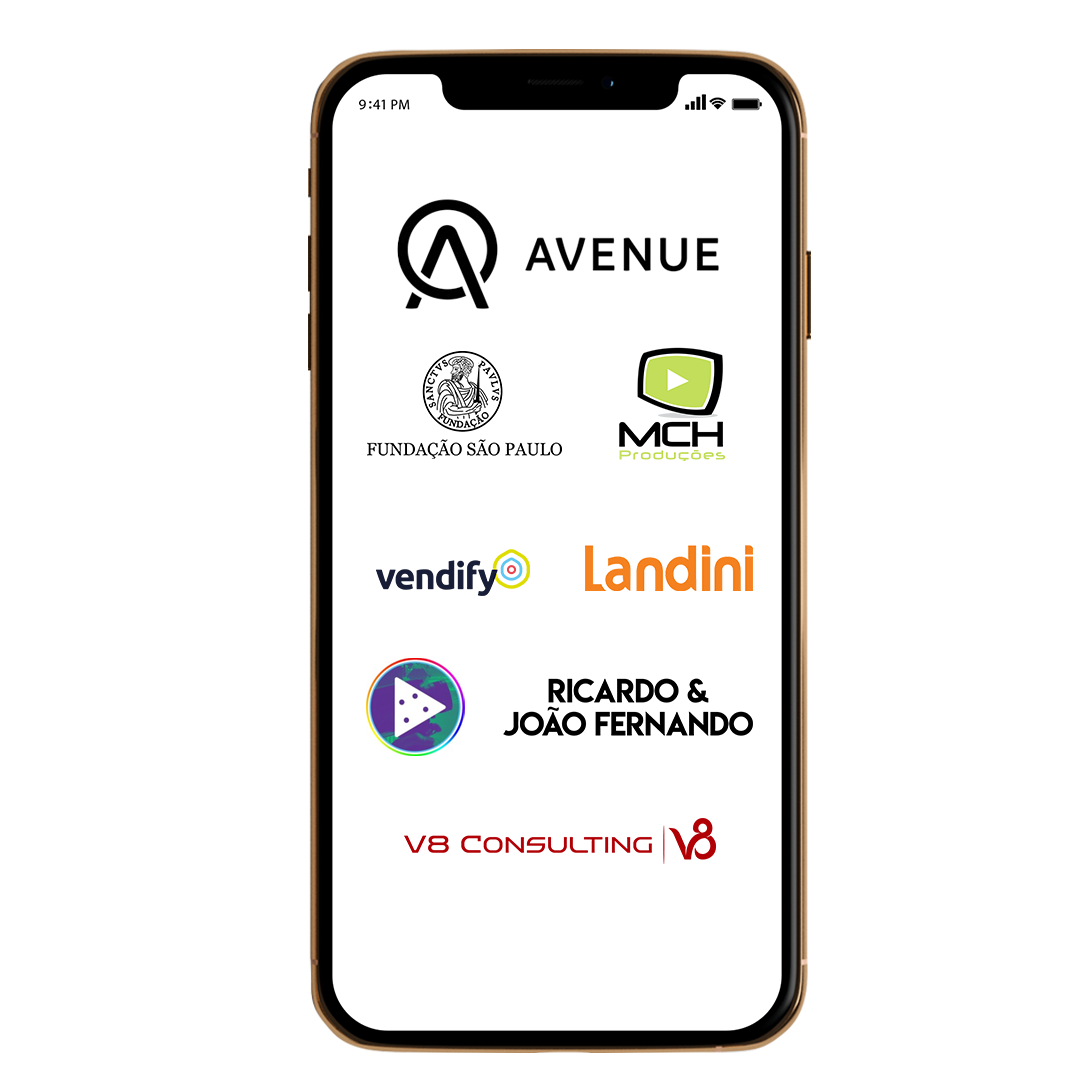 9:41 PM
AVENUE
SANCTVS PAVLVS
FUNDAÇÃO
FUNDAÇÃO SÃO PAULO
MCH
Produções
vendify
Landini
RICARDO &
JOÃO FERNANDO
V8 CONSULTING V8